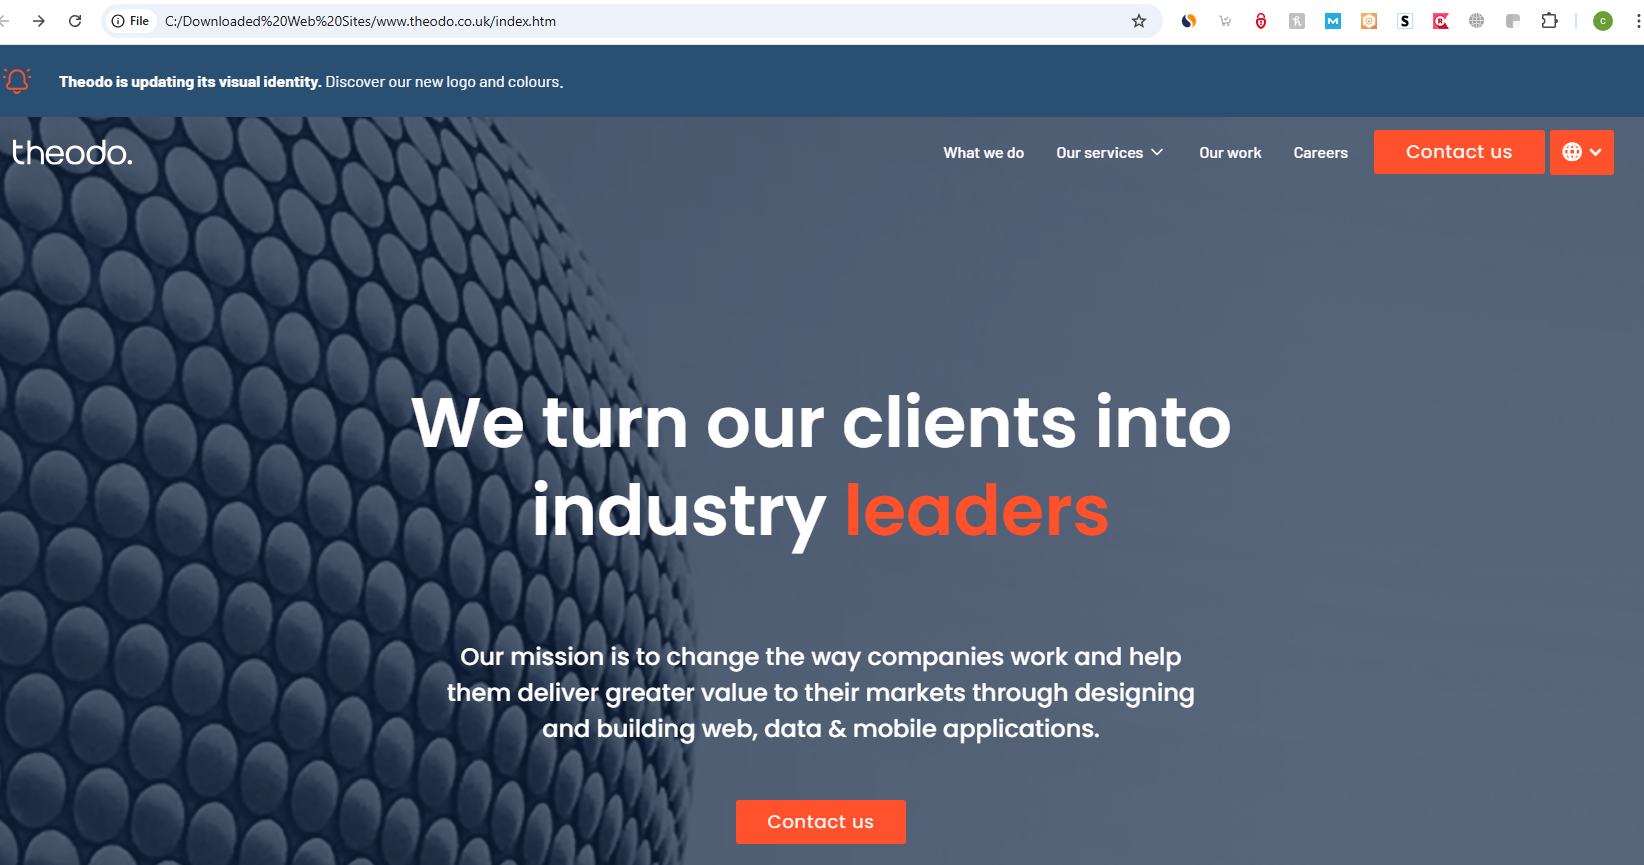 File
C:/Downloaded%20Web%20Sites/www.theodo.co.uk/index.htm
M
S
R
c
Theodo is updating its visual identity. Discover our new logo and colours.
theodo.
What we do
Our services
Our work
Careers
Contact us
We turn our clients into
industry leaders
Our mission is to change the way companies work and help
them deliver greater value to their markets through designing
and building web, data & mobile applications.
Contact us